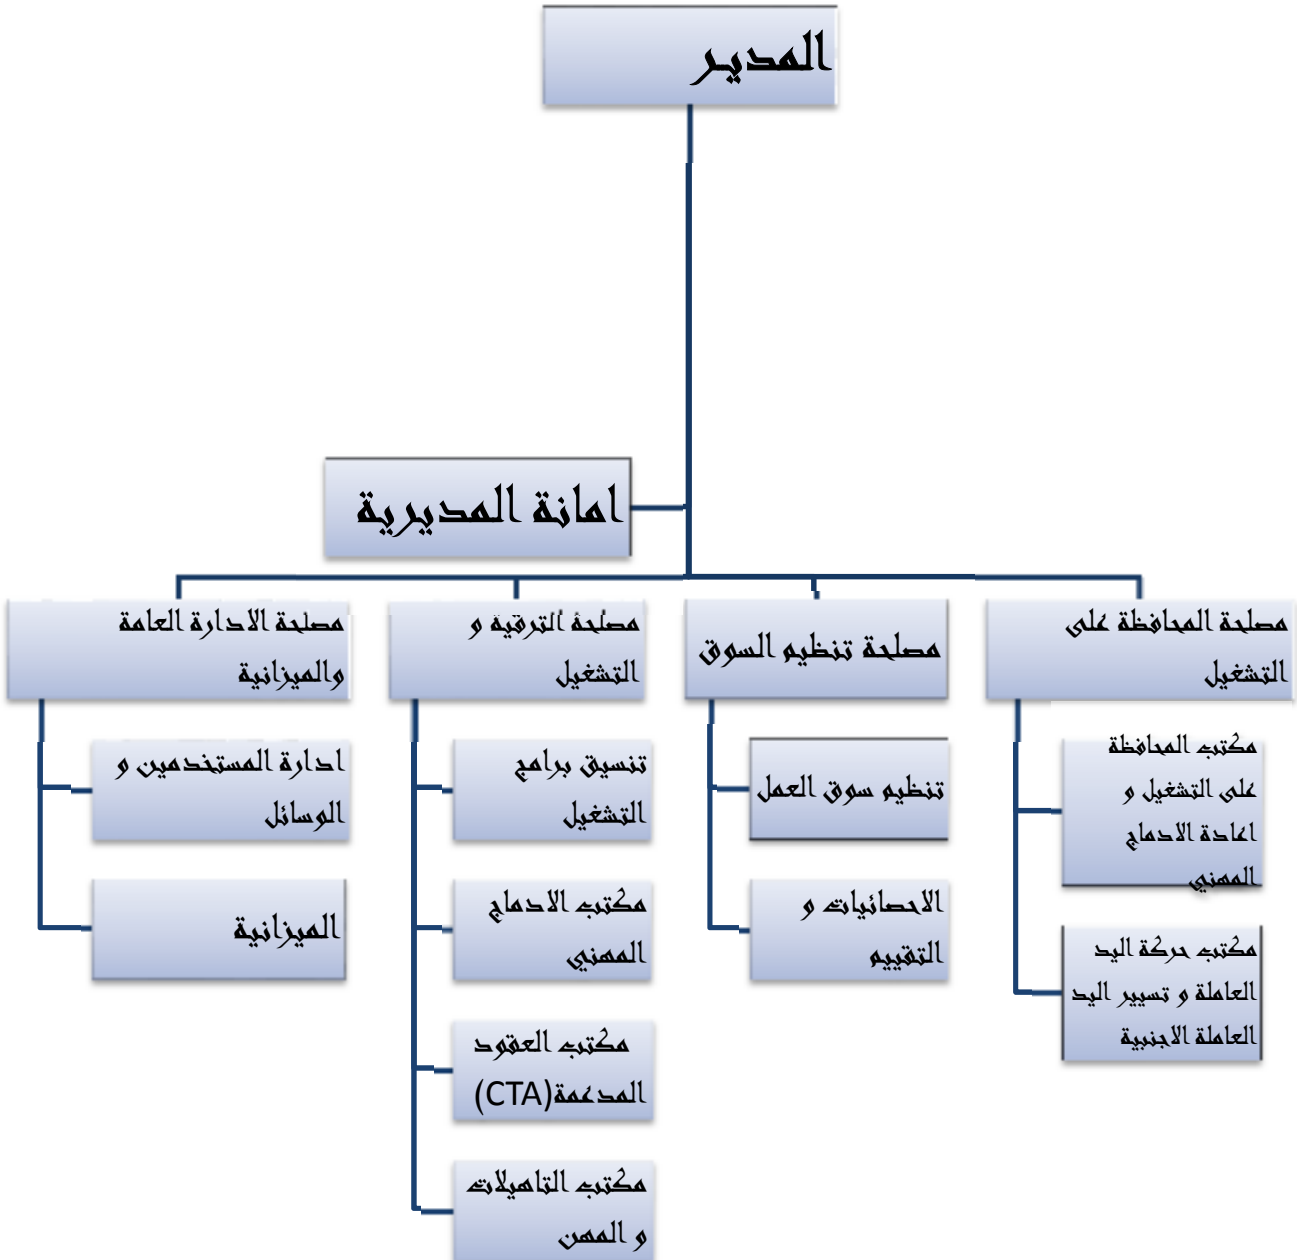 المدير
امانة المديرية
مصلحة المحافظة على
التشغيل
مكتب المحافظة
على التشغيل و
اعادة الادماج
المهني
مكتب حركة اليد
العاملة و تسيير اليد
العاملة الاجنبية
مصلحة تنظيم السوق
تنظيم سوق العمل
الاحصائيات و
التقييم
مصلحة الترقية و
التشغيل
تنسيق برامج
التشغيل
مكتب الادماج
المهني
مكتب العقود
المدعمة(CTA)
مكتب التاهيلات
و المهن
مصلحة الادارة العامة
والميزانية
ادارة المستخدمين و
الوسائل
الميزانية